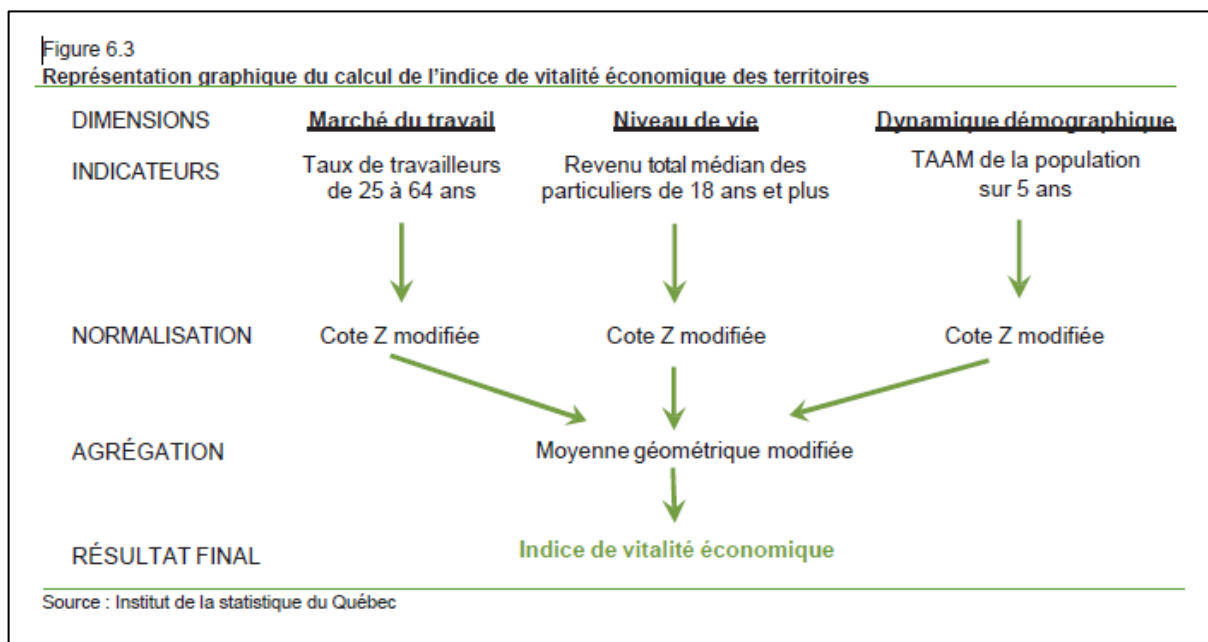 Figure 6.3
Représentation graphique du calcul de l'indice de vitalité économique des territoires
DIMENSIONS Marché du travail Niveau de vie Dynamique démographique
INDICATEURS Taux de travailleurs Revenu total médian des TAAM de la population
de 25 à 64 ans particuliers de 18 ans et plus sur 5 ans
NORMALISATION Cote Z modifiée Cote Z modifiée Cote Z modifiée
AGRÉGATION Moyenne géométrique modifiée
RÉSULTAT FINAL Indice de vitalité économique
Source : Institut de la statistique du Québec